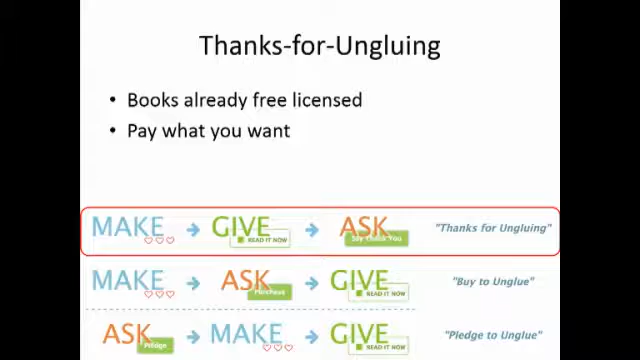 Thanks-for-Ungluing
• Books already free licensed
• Pay what you want
MAKE → GIVE → ASK "Thanks for Ungluing"
READ IT NOW Say Thank You
MAKE → ASK → GIVE "Buy to Unglue"
Purchase READ IT NOW
ASK → MAKE → GIVE "Pledge to Unglue"
Pledge READ IT NOW